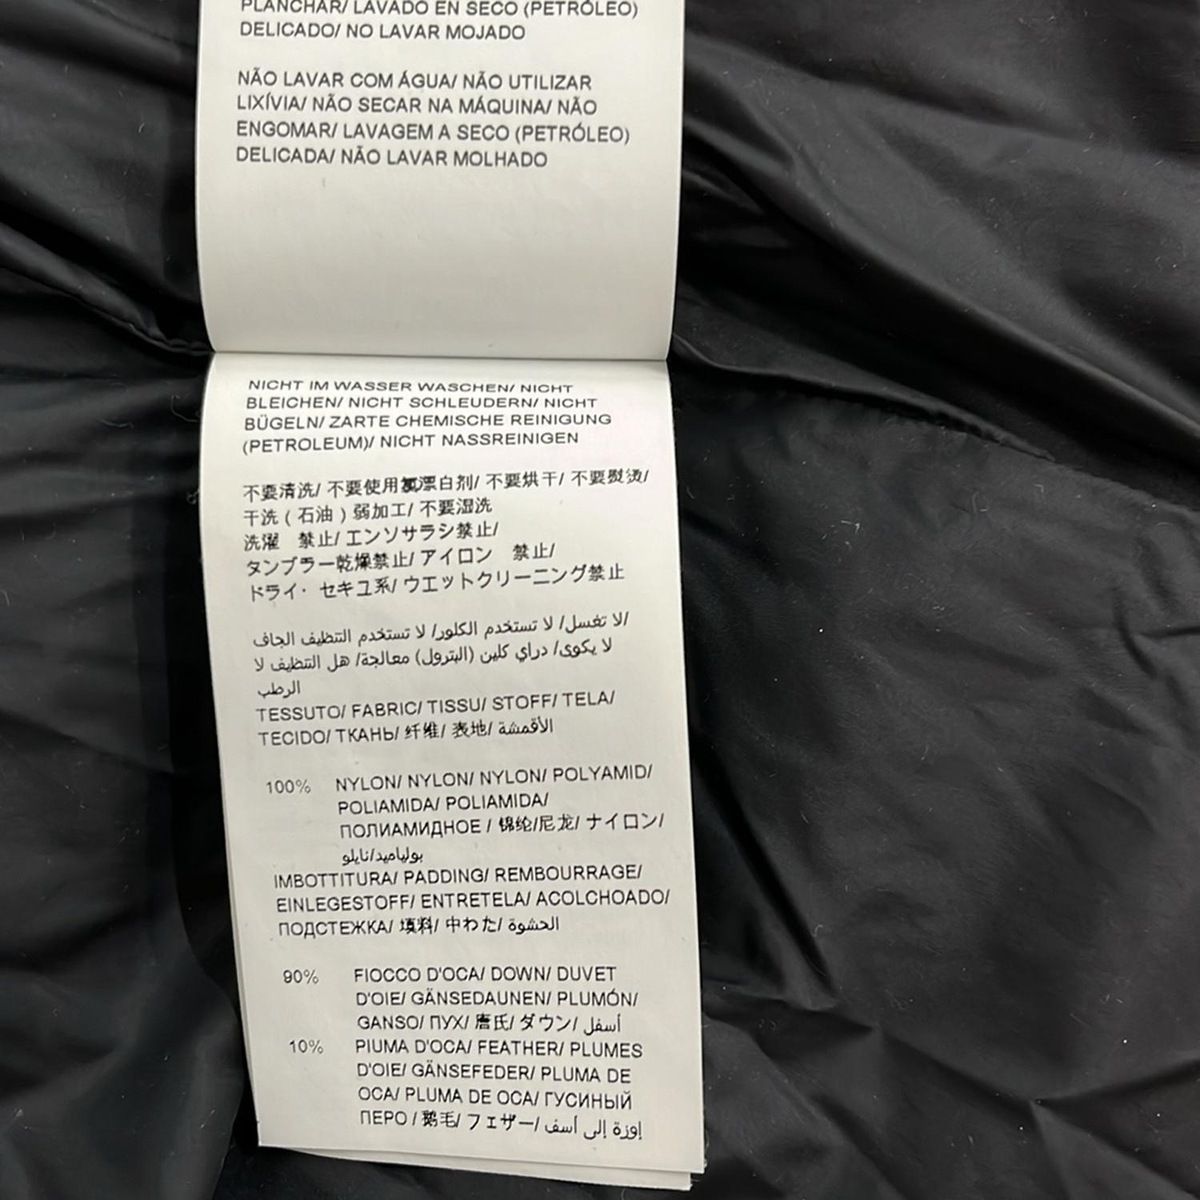 PLANCHAR/ LAVADO EN SECO (PETRÓLEO)
DELICADO/ NO LAVAR MOJADO
NÃO LAVAR COM ÁGUA/ NÃO UTILIZAR
LIXÍVIA/ NÃO SECAR NA MÁQUINA/ NÃO
ENGOMAR/ LAVAGEM A SECO (PETRÓLEO)
DELICADA/ NÃO LAVAR MOLHADO
NICHT IM WASSER WASCHEN/ NICHT
BLEICHEN/ NICHT SCHLEUDERN/ NICHT
BÜGELN/ ZARTE CHEMISCHE REINIGUNG
(PETROLEUM)/ NICHT NASSREINIGEN
不要清洗/ 不要使用氯漂白剂/ 不要烘干/ 不要熨烫/
干洗 ( 石油 ) 弱加工/ 不要湿洗
洗濯 禁止/ エンソサラシ禁止/
タンブラー乾燥禁止/ アイロン 禁止/
ドライ・セキユ系/ ウエットクリーニング禁止
/لا تغسل/ لا تستخدم الكلور/ لا تستخدم التنظيف الجاف
لا يكوى/ دراي كلين (البترول) معالجة/ هل التنظيف لا
الرطب
TESSUTO/ FABRIC/ TISSU/ STOFF/ TELA/
TECIDO/ ТКАНЬ/ 纤维/ 表地/ الأقمشة
100% NYLON/ NYLON/ NYLON/ POLYAMID/
POLIAMIDA/ POLIAMIDA/
ПОЛИАМИДНОЕ / 锦纶/尼龙/ ナイロン/
بولياميد/نايلو
IMBOTTITURA/ PADDING/ REMBOURRAGE/
EINLEGESTOFF/ ENTRETELA/ ACOLCHOADO/
ПОДСТЕЖКА/ 填料/ 中わた/ الحشوة
90% FIOCCO D'OCA/ DOWN/ DUVET
D'OIE/ GÄNSEDAUNEN/ PLUMÓN/
GANSO/ ПУХ/ 唐氏/ ダウン/ أسفل
10% PIUMA D'OCA/ FEATHER/ PLUMES
D'OIE/ GÄNSEFEDER/ PLUMA DE
OCA/ PLUMA DE OCA/ ГУСИНЫЙ
ПЕРО / 鹅毛/ フェザー/ إوزة إلى أسف